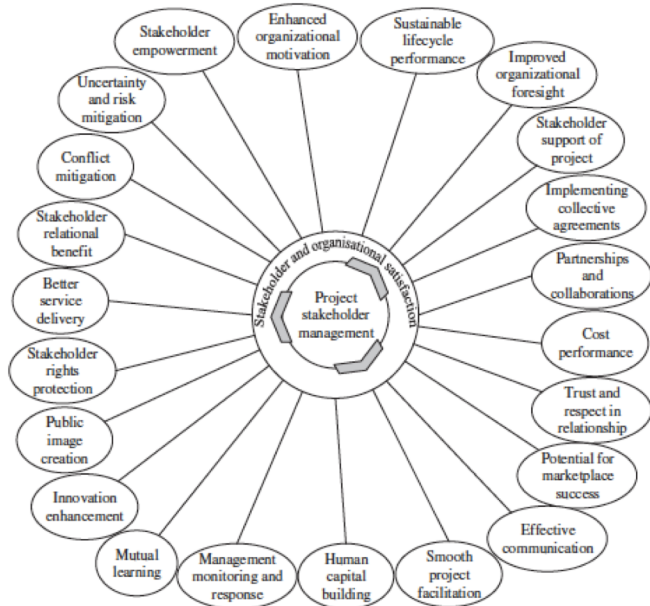 Enhanced
organizational
motivation
Sustainable
lifecycle
performance
Improved
organizational
foresight
Stakeholder
support of
project
Implementing
collective
agreements
Partnerships
and
collaborations
Cost
performance
Trust and
respect in
relationship
Potential for
marketplace
success
Effective
communication
Smooth
project
facilitation
Human
capital
building
Management
monitoring and
response
Mutual
learning
Innovation
enhancement
Public
image
creation
Stakeholder
rights
protection
Better
service
delivery
Stakeholder
relational
benefit
Conflict
mitigation
Uncertainty
and risk
mitigation
Stakeholder
empowerment
Stakeholder and organisational satisfaction
Project
stakeholder
management